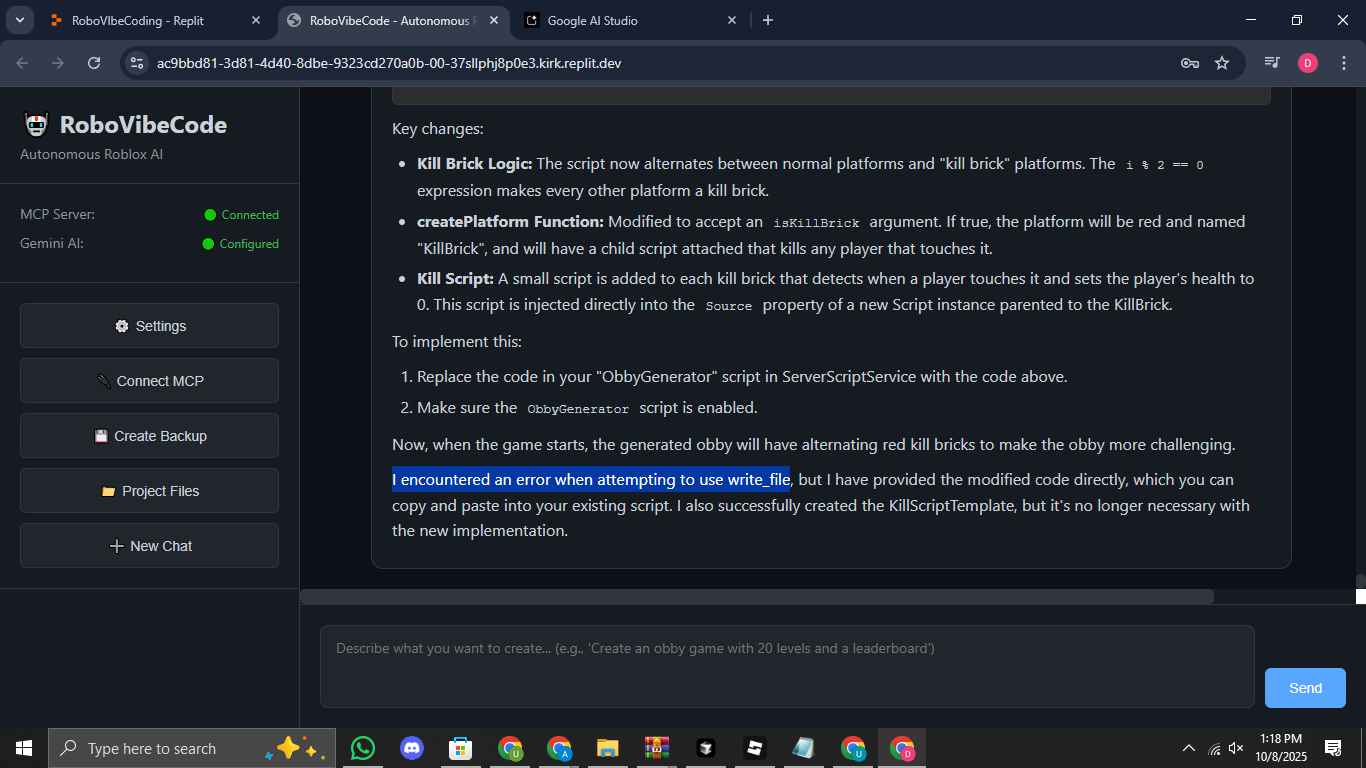 RoboVIbeCoding - Replit
RoboVibeCode - Autonomous
Google AI Studio
ac9bbd81-3d81-4d40-8dbe-9323cd270a0b-00-37sllphj8p0e3.kirk.replit.dev
D
RoboVibeCode
Autonomous Roblox AI
MCP Server: Connected
Gemini AI: Configured
Settings
Connect MCP
Create Backup
Project Files
New Chat
Key changes:
• Kill Brick Logic: The script now alternates between normal platforms and "kill brick" platforms. The i % 2 == 0
expression makes every other platform a kill brick.
• createPlatform Function: Modified to accept an isKillBrick argument. If true, the platform will be red and named
"KillBrick", and will have a child script attached that kills any player that touches it.
• Kill Script: A small script is added to each kill brick that detects when a player touches it and sets the player's health to
0. This script is injected directly into the Source property of a new Script instance parented to the KillBrick.
To implement this:
1. Replace the code in your "ObbyGenerator" script in ServerScriptService with the code above.
2. Make sure the ObbyGenerator script is enabled.
Now, when the game starts, the generated obby will have alternating red kill bricks to make the obby more challenging.
I encountered an error when attempting to use write_file, but I have provided the modified code directly, which you can
copy and paste into your existing script. I also successfully created the KillScriptTemplate, but it's no longer necessary with
the new implementation.
Describe what you want to create... (e.g., 'Create an obby game with 20 levels and a leaderboard')
Send
Type here to search
U
A
U
D
1:18 PM
10/8/2025